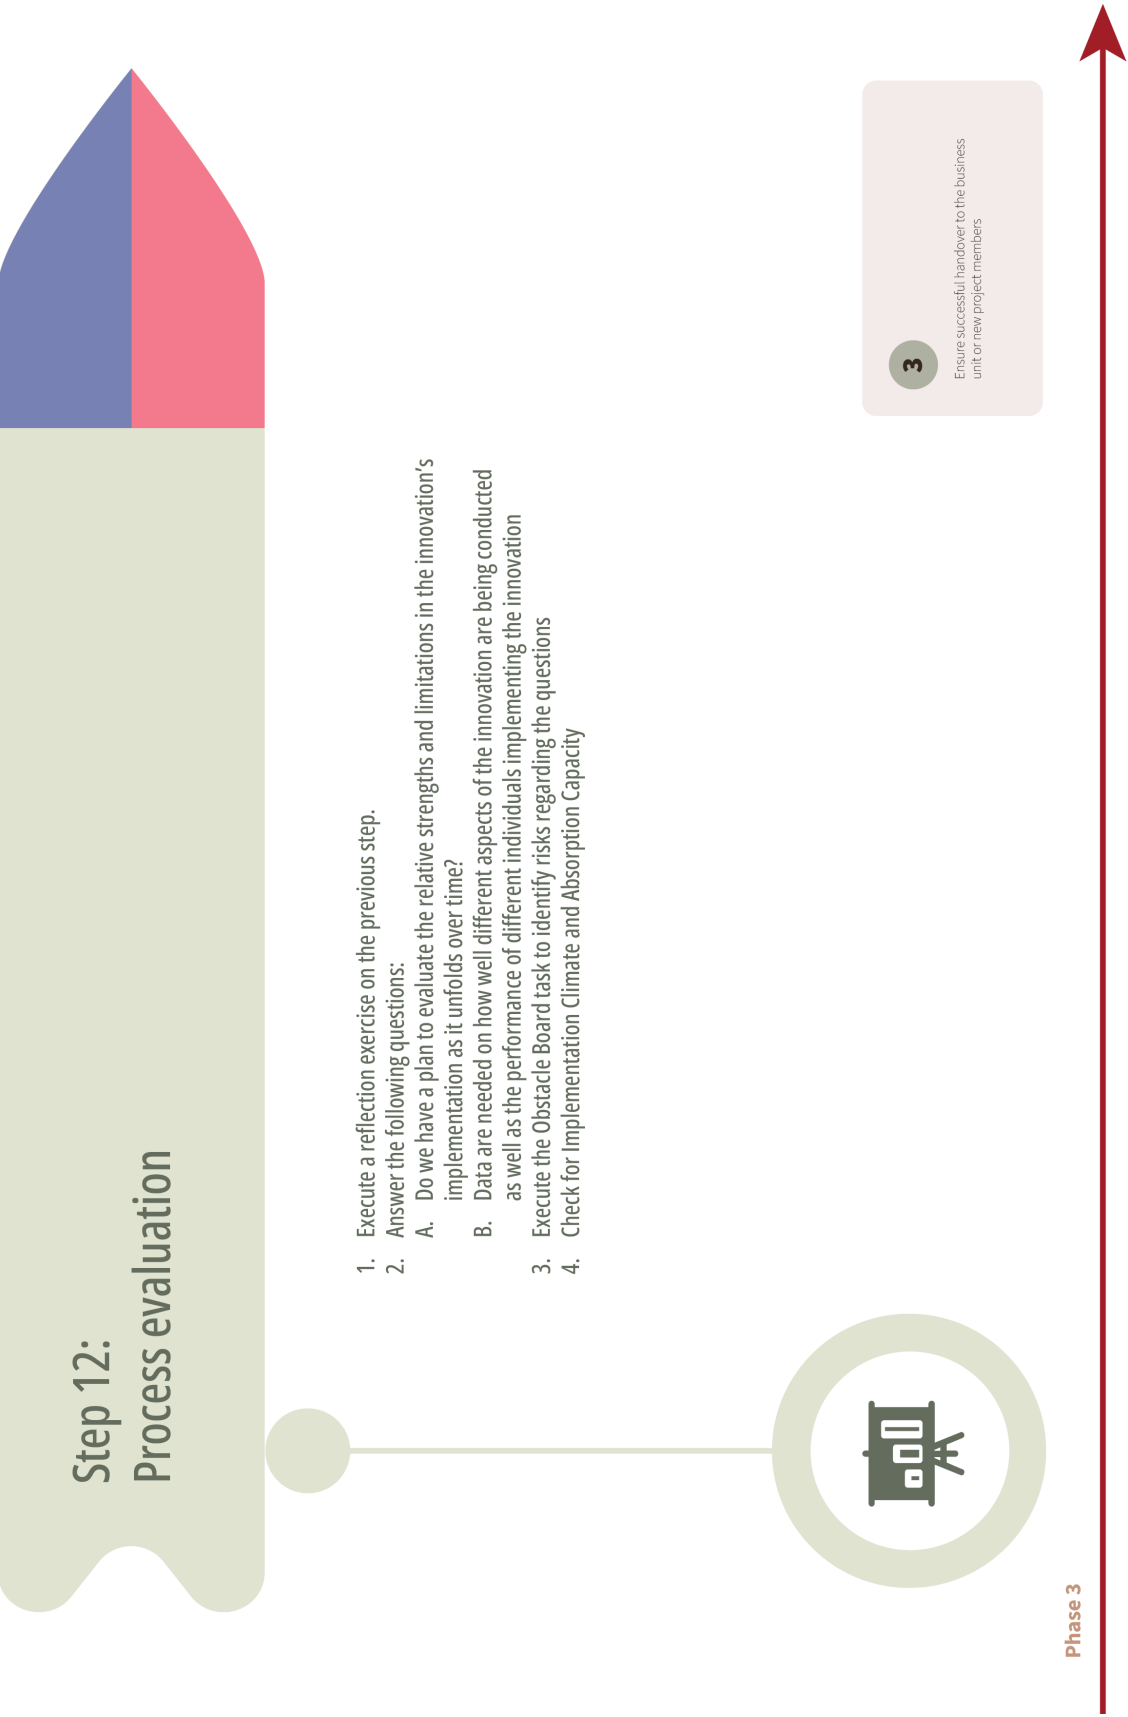 Step 12:
Process evaluation
1. Execute a reflection exercise on the previous step.
2. Answer the following questions:
A. Do we have a plan to evaluate the relative strengths and limitations in the innovation's
implementation as it unfolds over time?
B. Data are needed on how well different aspects of the innovation are being conducted
as well as the performance of different individuals implementing the innovation
3. Execute the Obstacle Board task to identify risks regarding the questions
4. Check for Implementation Climate and Absorption Capacity
3
Ensure successful handover to the business
unit or new project members
Phase 3